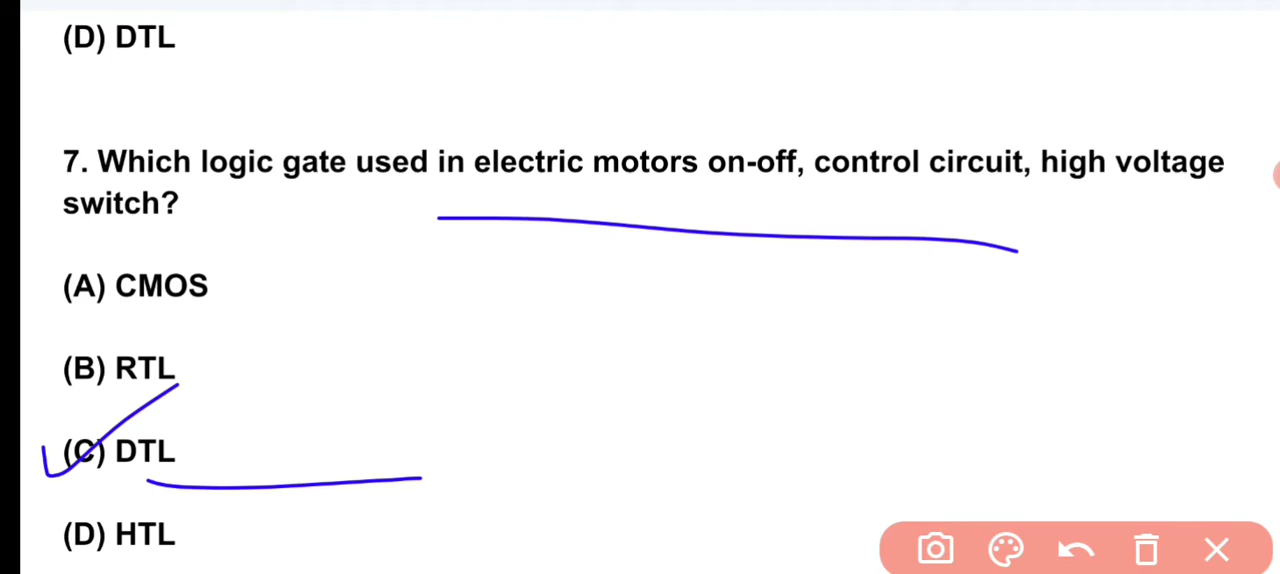 (D) DTL
7. Which logic gate used in electric motors on-off, control circuit, high voltage
switch?
(A) CMOS
(B) RTL
(C) DTL
(D) HTL